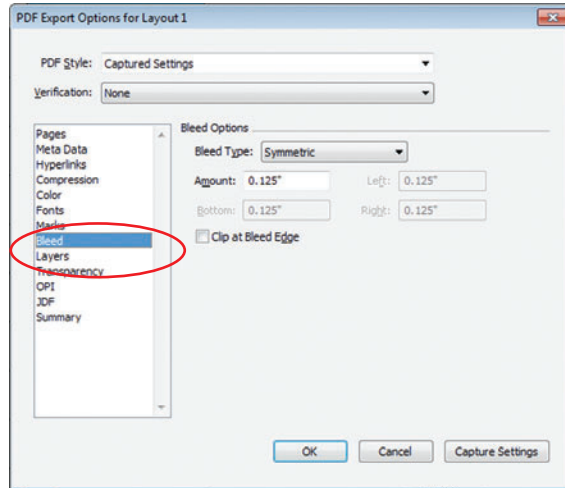 PDF Export Options for Layout 1
PDF Style: Captured Settings
Verification: None
Pages
Meta Data
Hyperlinks
Compression
Color
Fonts
Marks
Bleed
Layers
Transparency
OPI
JDF
Summary
Bleed Options
Bleed Type: Symmetric
Amount: 0.125" Left: 0.125"
Bottom: 0.125" Right: 0.125"
Clip at Bleed Edge
OK Cancel Capture Settings